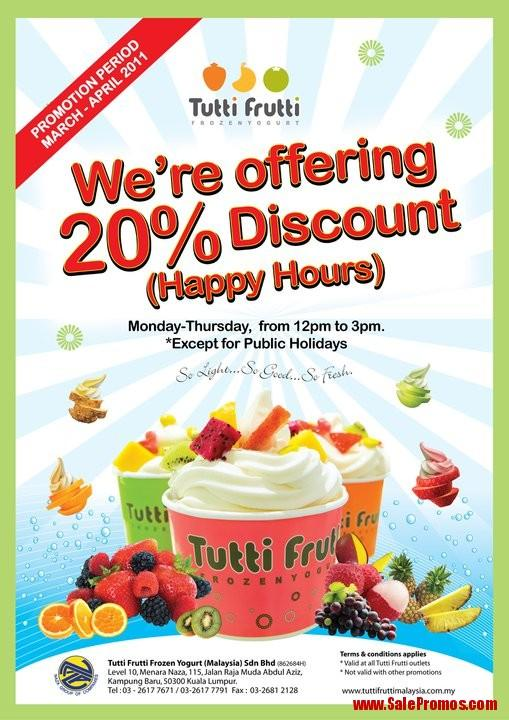 PROMOTION PERIOD
MARCH - APRIL 2011
Tutti Frutti
FROZENYOGURT
We're offering
20% Discount
(Happy Hours)
Monday-Thursday, from 12pm to 3pm.
*Except for Public Holidays
So Light...So Good...So Fresh.
Tutti
Tutti Frutti
FROZENYOGU
Tutti Frutti Frozen Yogurt (Malaysia) Sdn Bhd (862684H)
Level 10, Menara Naza, 115, Jalan Raja Muda Abdul Aziz,
Kampung Baru, 50300 Kuala Lumpur.
Tel : 03 - 2617 7671 / 03-2617 7791 Fax : 03-2681 2128
Terms & conditions applies
* Valid at all Tutti Frutti outlets
* Not valid with other promotions
www.tuttifruttimalaysia.com.my
www.SalePromos.com